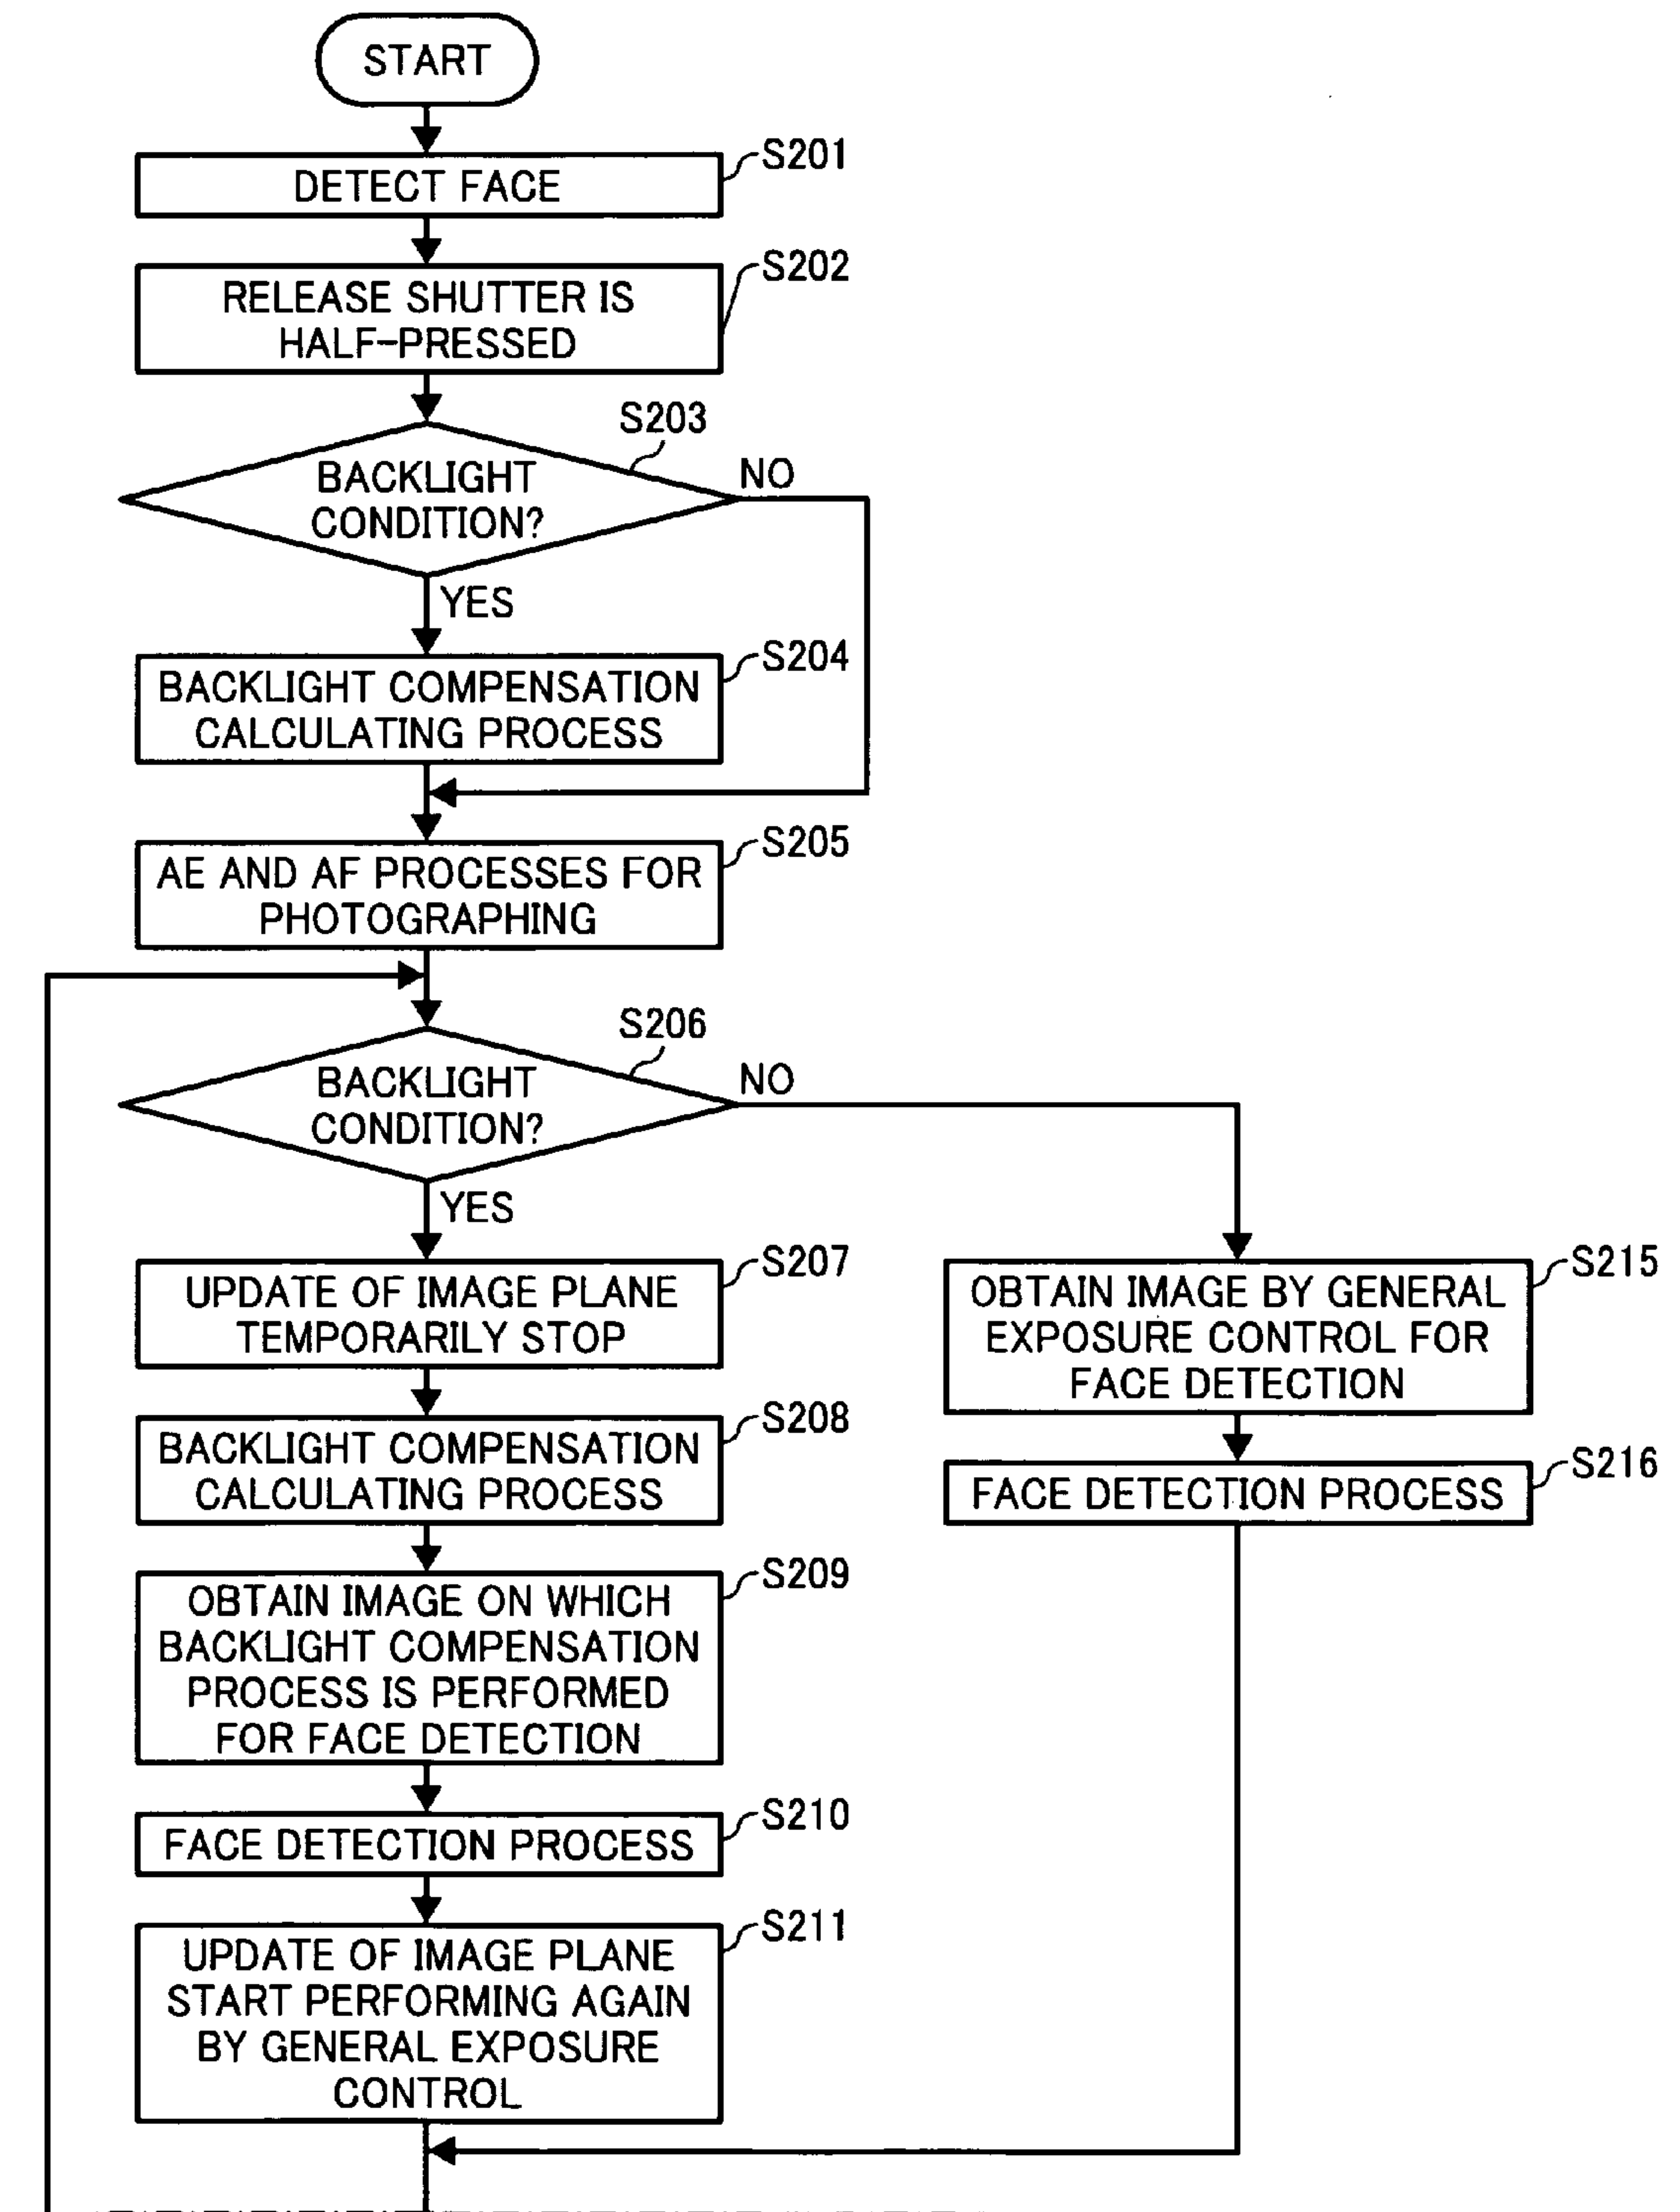 START
S201
DETECT FACE
S202
RELEASE SHUTTER IS
HALF-PRESSED
S203
BACKLIGHT
CONDITION?
NO
YES
S204
BACKLIGHT COMPENSATION
CALCULATING PROCESS
S205
AE AND AF PROCESSES FOR
PHOTOGRAPHING
S206
BACKLIGHT
CONDITION?
NO
YES
S207
UPDATE OF IMAGE PLANE
TEMPORARILY STOP
S215
OBTAIN IMAGE BY GENERAL
EXPOSURE CONTROL FOR
FACE DETECTION
S208
BACKLIGHT COMPENSATION
CALCULATING PROCESS
S216
FACE DETECTION PROCESS
S209
OBTAIN IMAGE ON WHICH
BACKLIGHT COMPENSATION
PROCESS IS PERFORMED
FOR FACE DETECTION
S210
FACE DETECTION PROCESS
S211
UPDATE OF IMAGE PLANE
START PERFORMING AGAIN
BY GENERAL EXPOSURE
CONTROL